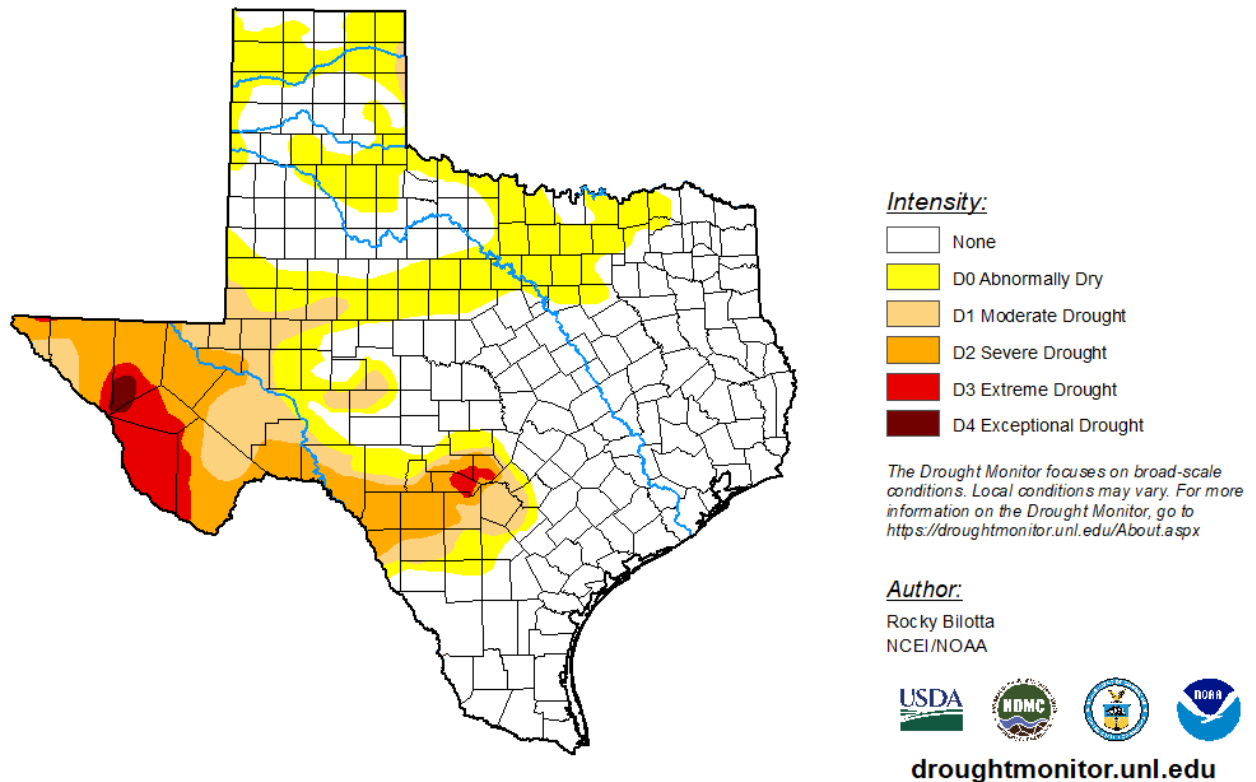 Intensity:
None
D0 Abnormally Dry
D1 Moderate Drought
D2 Severe Drought
D3 Extreme Drought
D4 Exceptional Drought
The Drought Monitor focuses on broad-scale
conditions. Local conditions may vary. For more
information on the Drought Monitor, go to
https://droughtmonitor.unl.edu/About.aspx
Author:
Rocky Bilotta
NCEI/NOAA
USDA
NDMC
NOAA
droughtmonitor.unl.edu